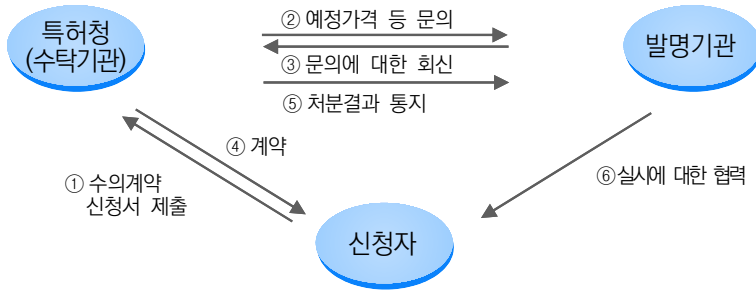 ② 예정가격 등 문의
특허청
(수탁기관)
발명기관
③ 문의에 대한 회신
⑤ 처분결과 통지
④ 계약
① 수의계약
신청서 제출
⑥실시에 대한 협력
신청자